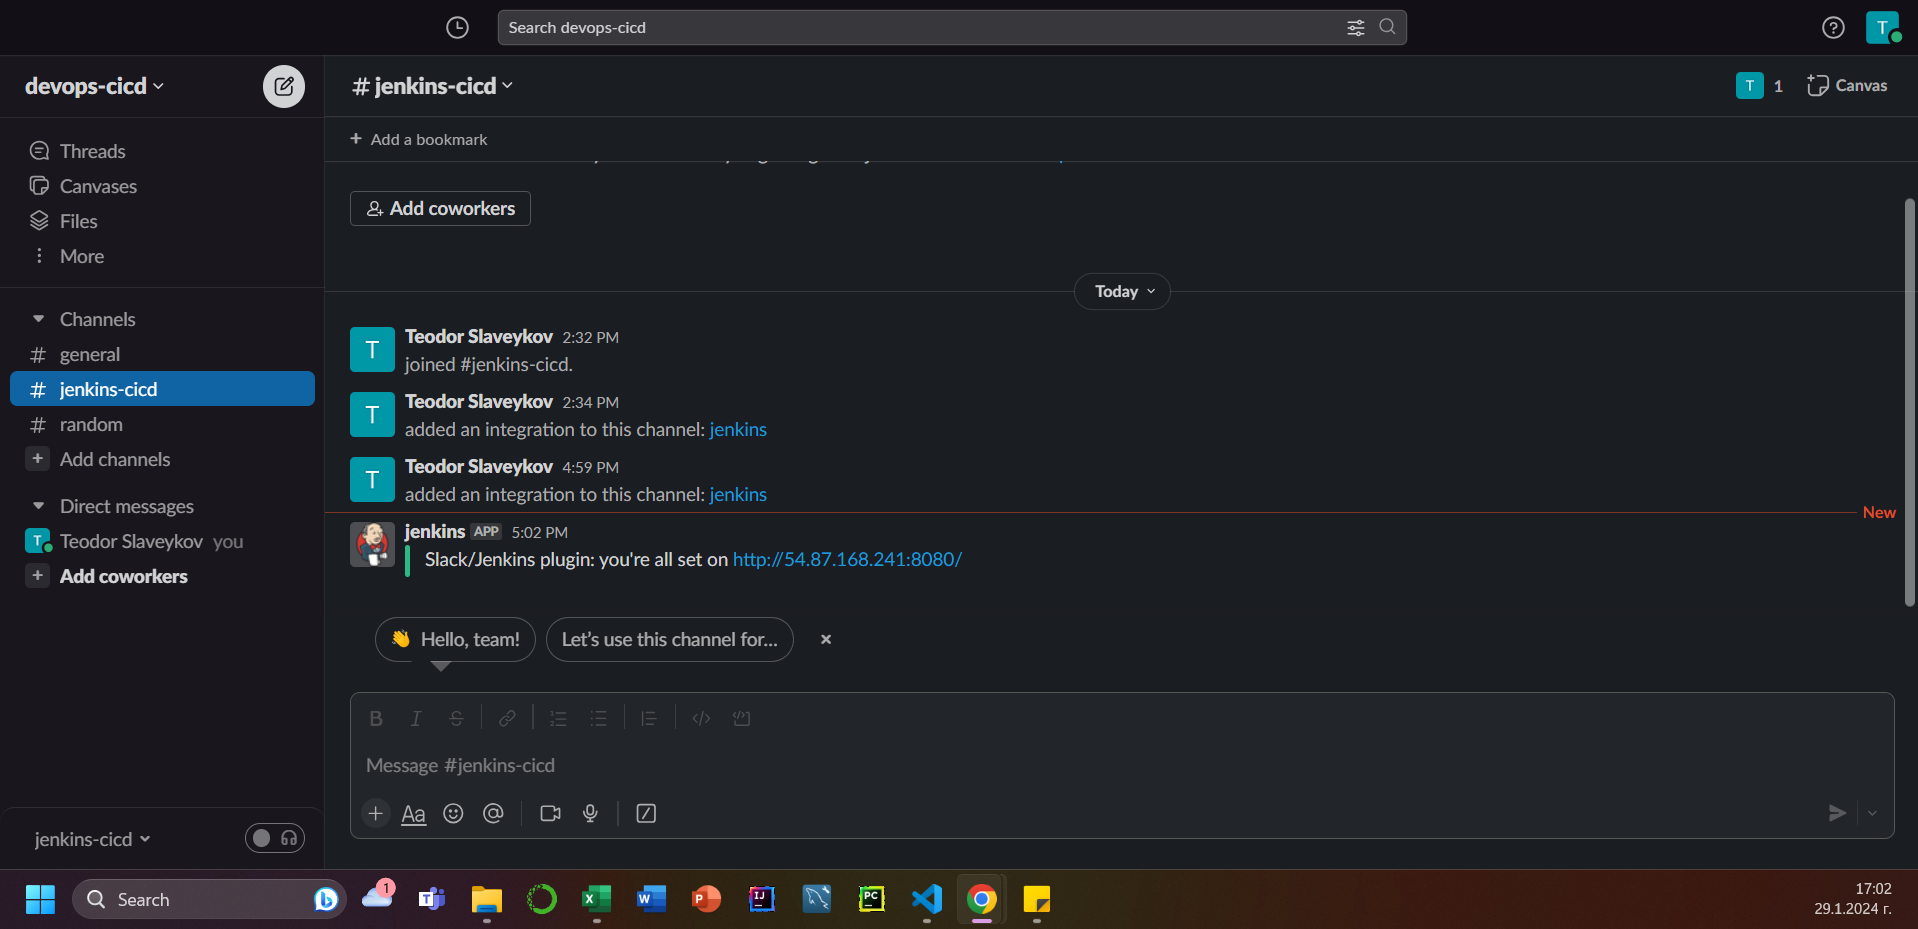 Search devops-cicd
T
devops-cicd
# jenkins-cicd
T 1
Canvas
+ Add a bookmark
Threads
Canvases
Files
More
Add coworkers
Today
Channels
# general
# jenkins-cicd
# random
+ Add channels
Direct messages
T Teodor Slaveykov you
+ Add coworkers
T
Teodor Slaveykov 2:32 PM
joined #jenkins-cicd.
T
Teodor Slaveykov 2:34 PM
added an integration to this channel: jenkins
T
Teodor Slaveykov 4:59 PM
added an integration to this channel: jenkins
New
jenkins APP 5:02 PM
Slack/Jenkins plugin: you're all set on http://54.87.168.241:8080/
👋 Hello, team!
Let's use this channel for...
Message #jenkins-cicd
Aa
jenkins-cicd
Search
1
17:02
29.1.2024 г.